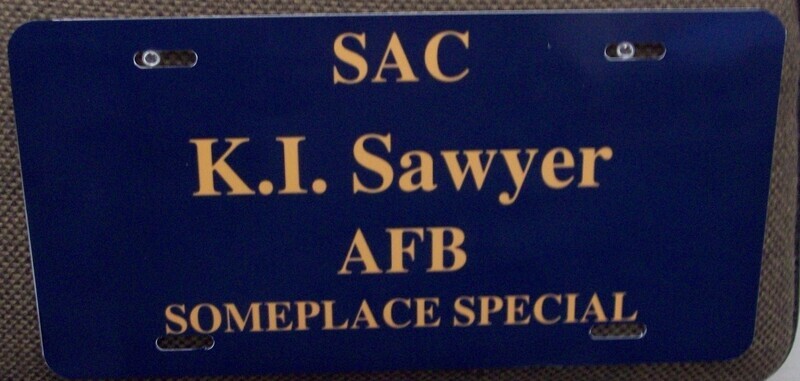 SAC
K.I. Sawyer
AFB
SOMEPLACE SPECIAL